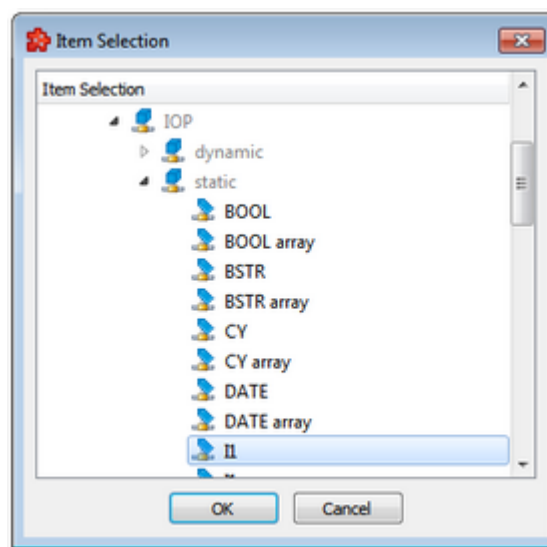 Item Selection
Item Selection
IOP
dynamic
static
BOOL
BOOL array
BSTR
BSTR array
CY
CY array
DATE
DATE array
I1
OK Cancel